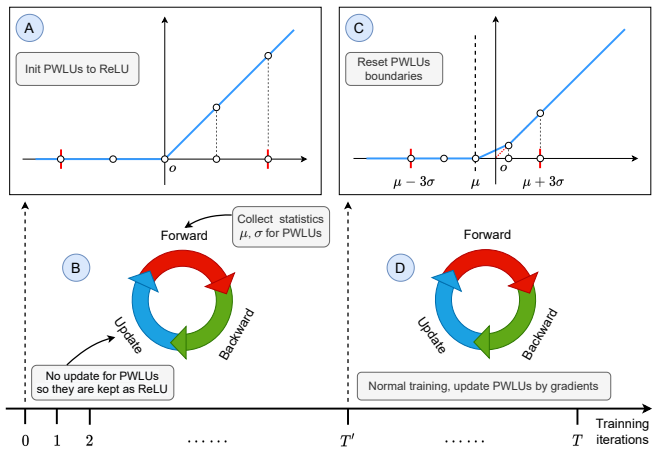 A
Init PWLUs to ReLU
o
C
Reset PWLUs
boundaries
o
μ − 3σ
μ
μ + 3σ
B
Collect statistics
μ, σ for PWLUs
Forward
Update
Backward
No update for PWLUs
so they are kept as ReLU
D
Forward
Update
Backward
Normal training, update PWLUs by gradients
0
1
2
······
T′
······
T
Trainning
iterations